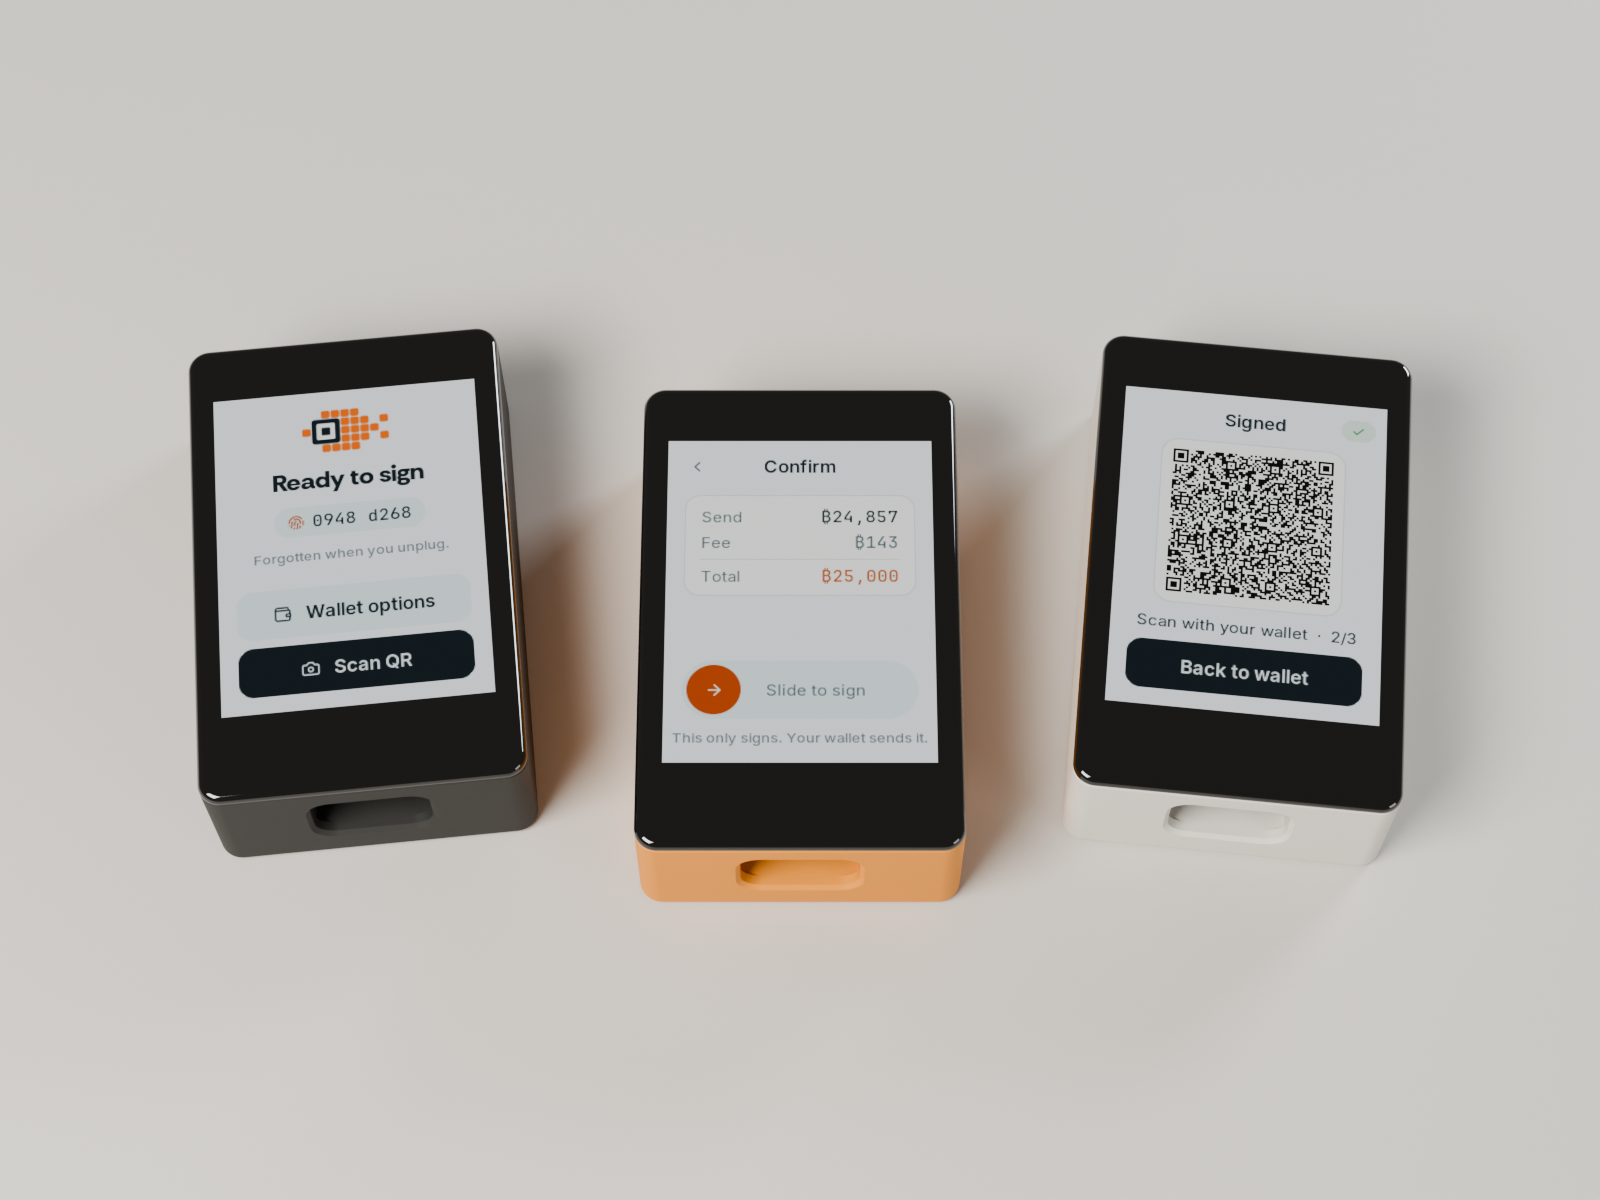 Ready to sign
0948 d268
Forgotten when you unplug.
Wallet options
Scan QR
Confirm
Send ₿24,857
Fee ₿143
Total ₿25,000
Slide to sign
This only signs. Your wallet sends it.
Signed
Scan with your wallet · 2/3
Back to wallet